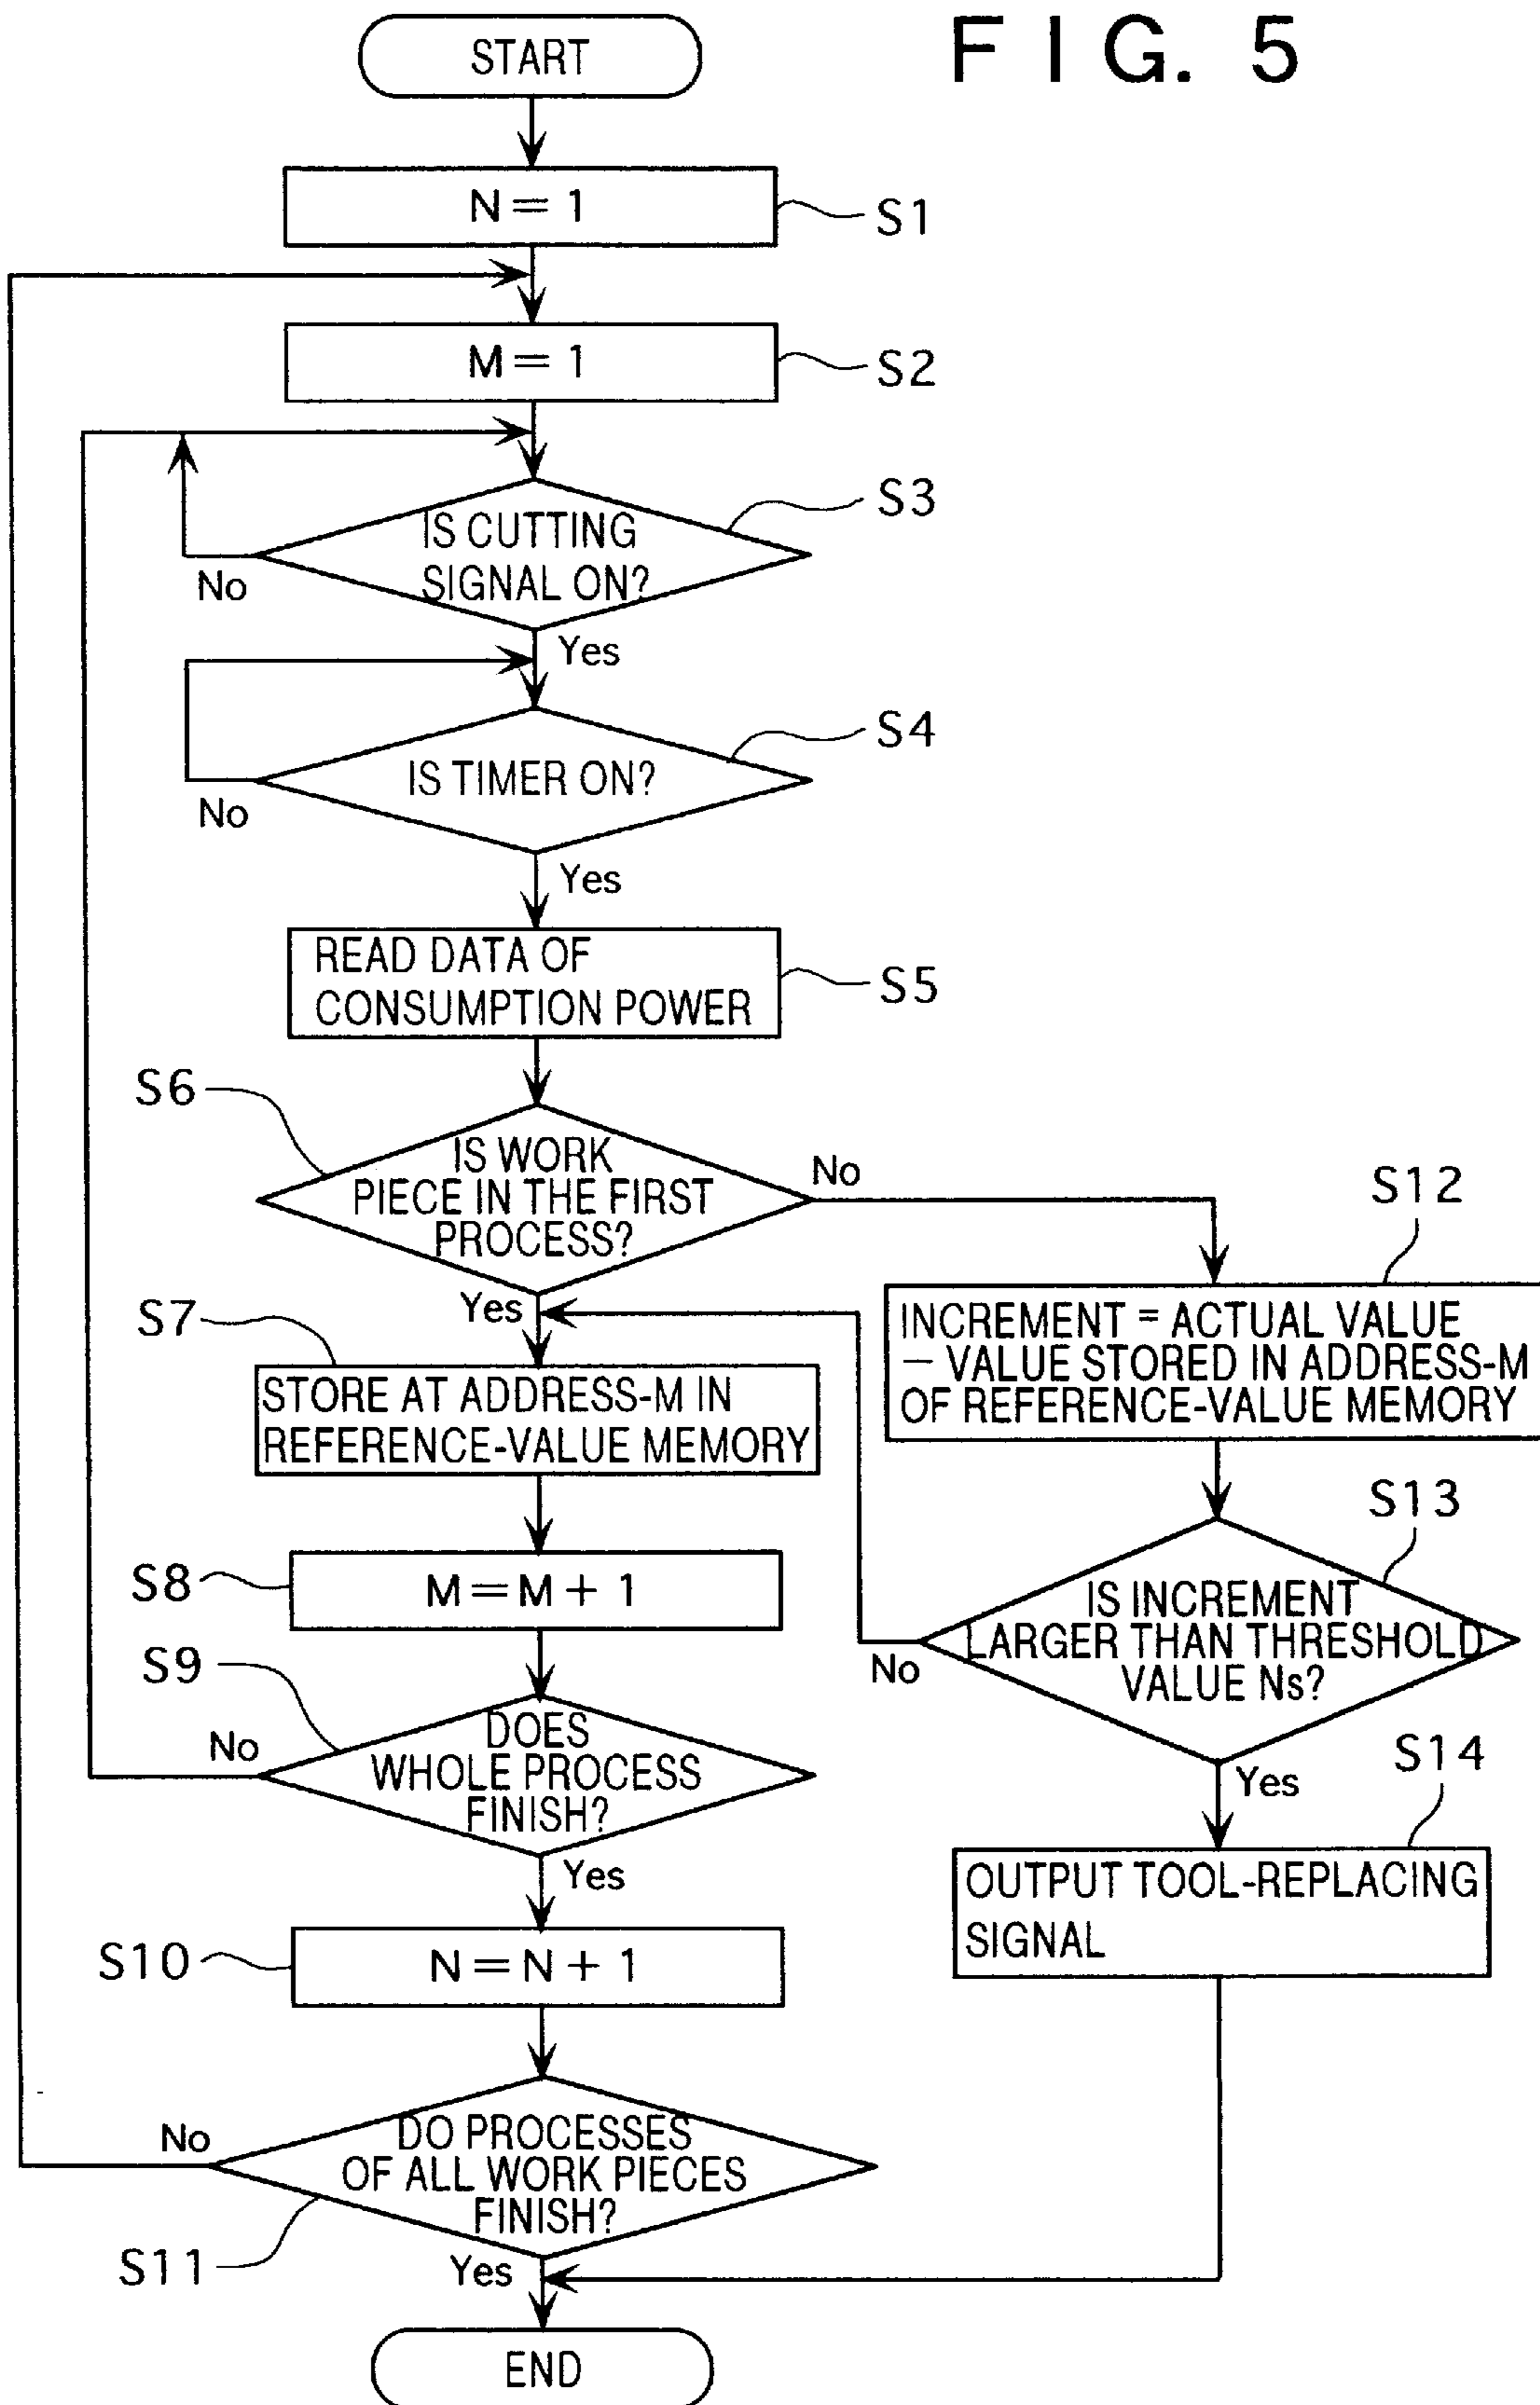 FIG. 5
START
N = 1
S1
M = 1
S2
IS CUTTING
SIGNAL ON?
S3
No
Yes
IS TIMER ON?
S4
No
Yes
READ DATA OF
CONSUMPTION POWER
S5
S6
IS WORK
PIECE IN THE FIRST
PROCESS?
No
Yes
S12
INCREMENT = ACTUAL VALUE
− VALUE STORED IN ADDRESS-M
OF REFERENCE-VALUE MEMORY
S7
STORE AT ADDRESS-M IN
REFERENCE-VALUE MEMORY
S13
IS INCREMENT
LARGER THAN THRESHOLD
VALUE Ns?
No
Yes
S8
M = M + 1
S9
DOES
WHOLE PROCESS
FINISH?
No
Yes
S14
OUTPUT TOOL-REPLACING
SIGNAL
S10
N = N + 1
DO PROCESSES
OF ALL WORK PIECES
FINISH?
No
S11
Yes
END